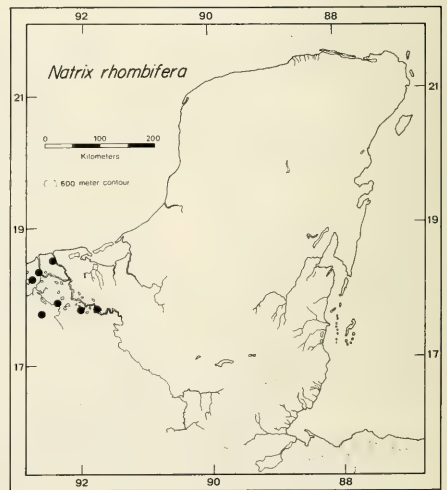 92 90 88
Natrix rhombifera
21 21
0 100 200
Kilometers
600 meter contour
19 19
17 17
92 90 88